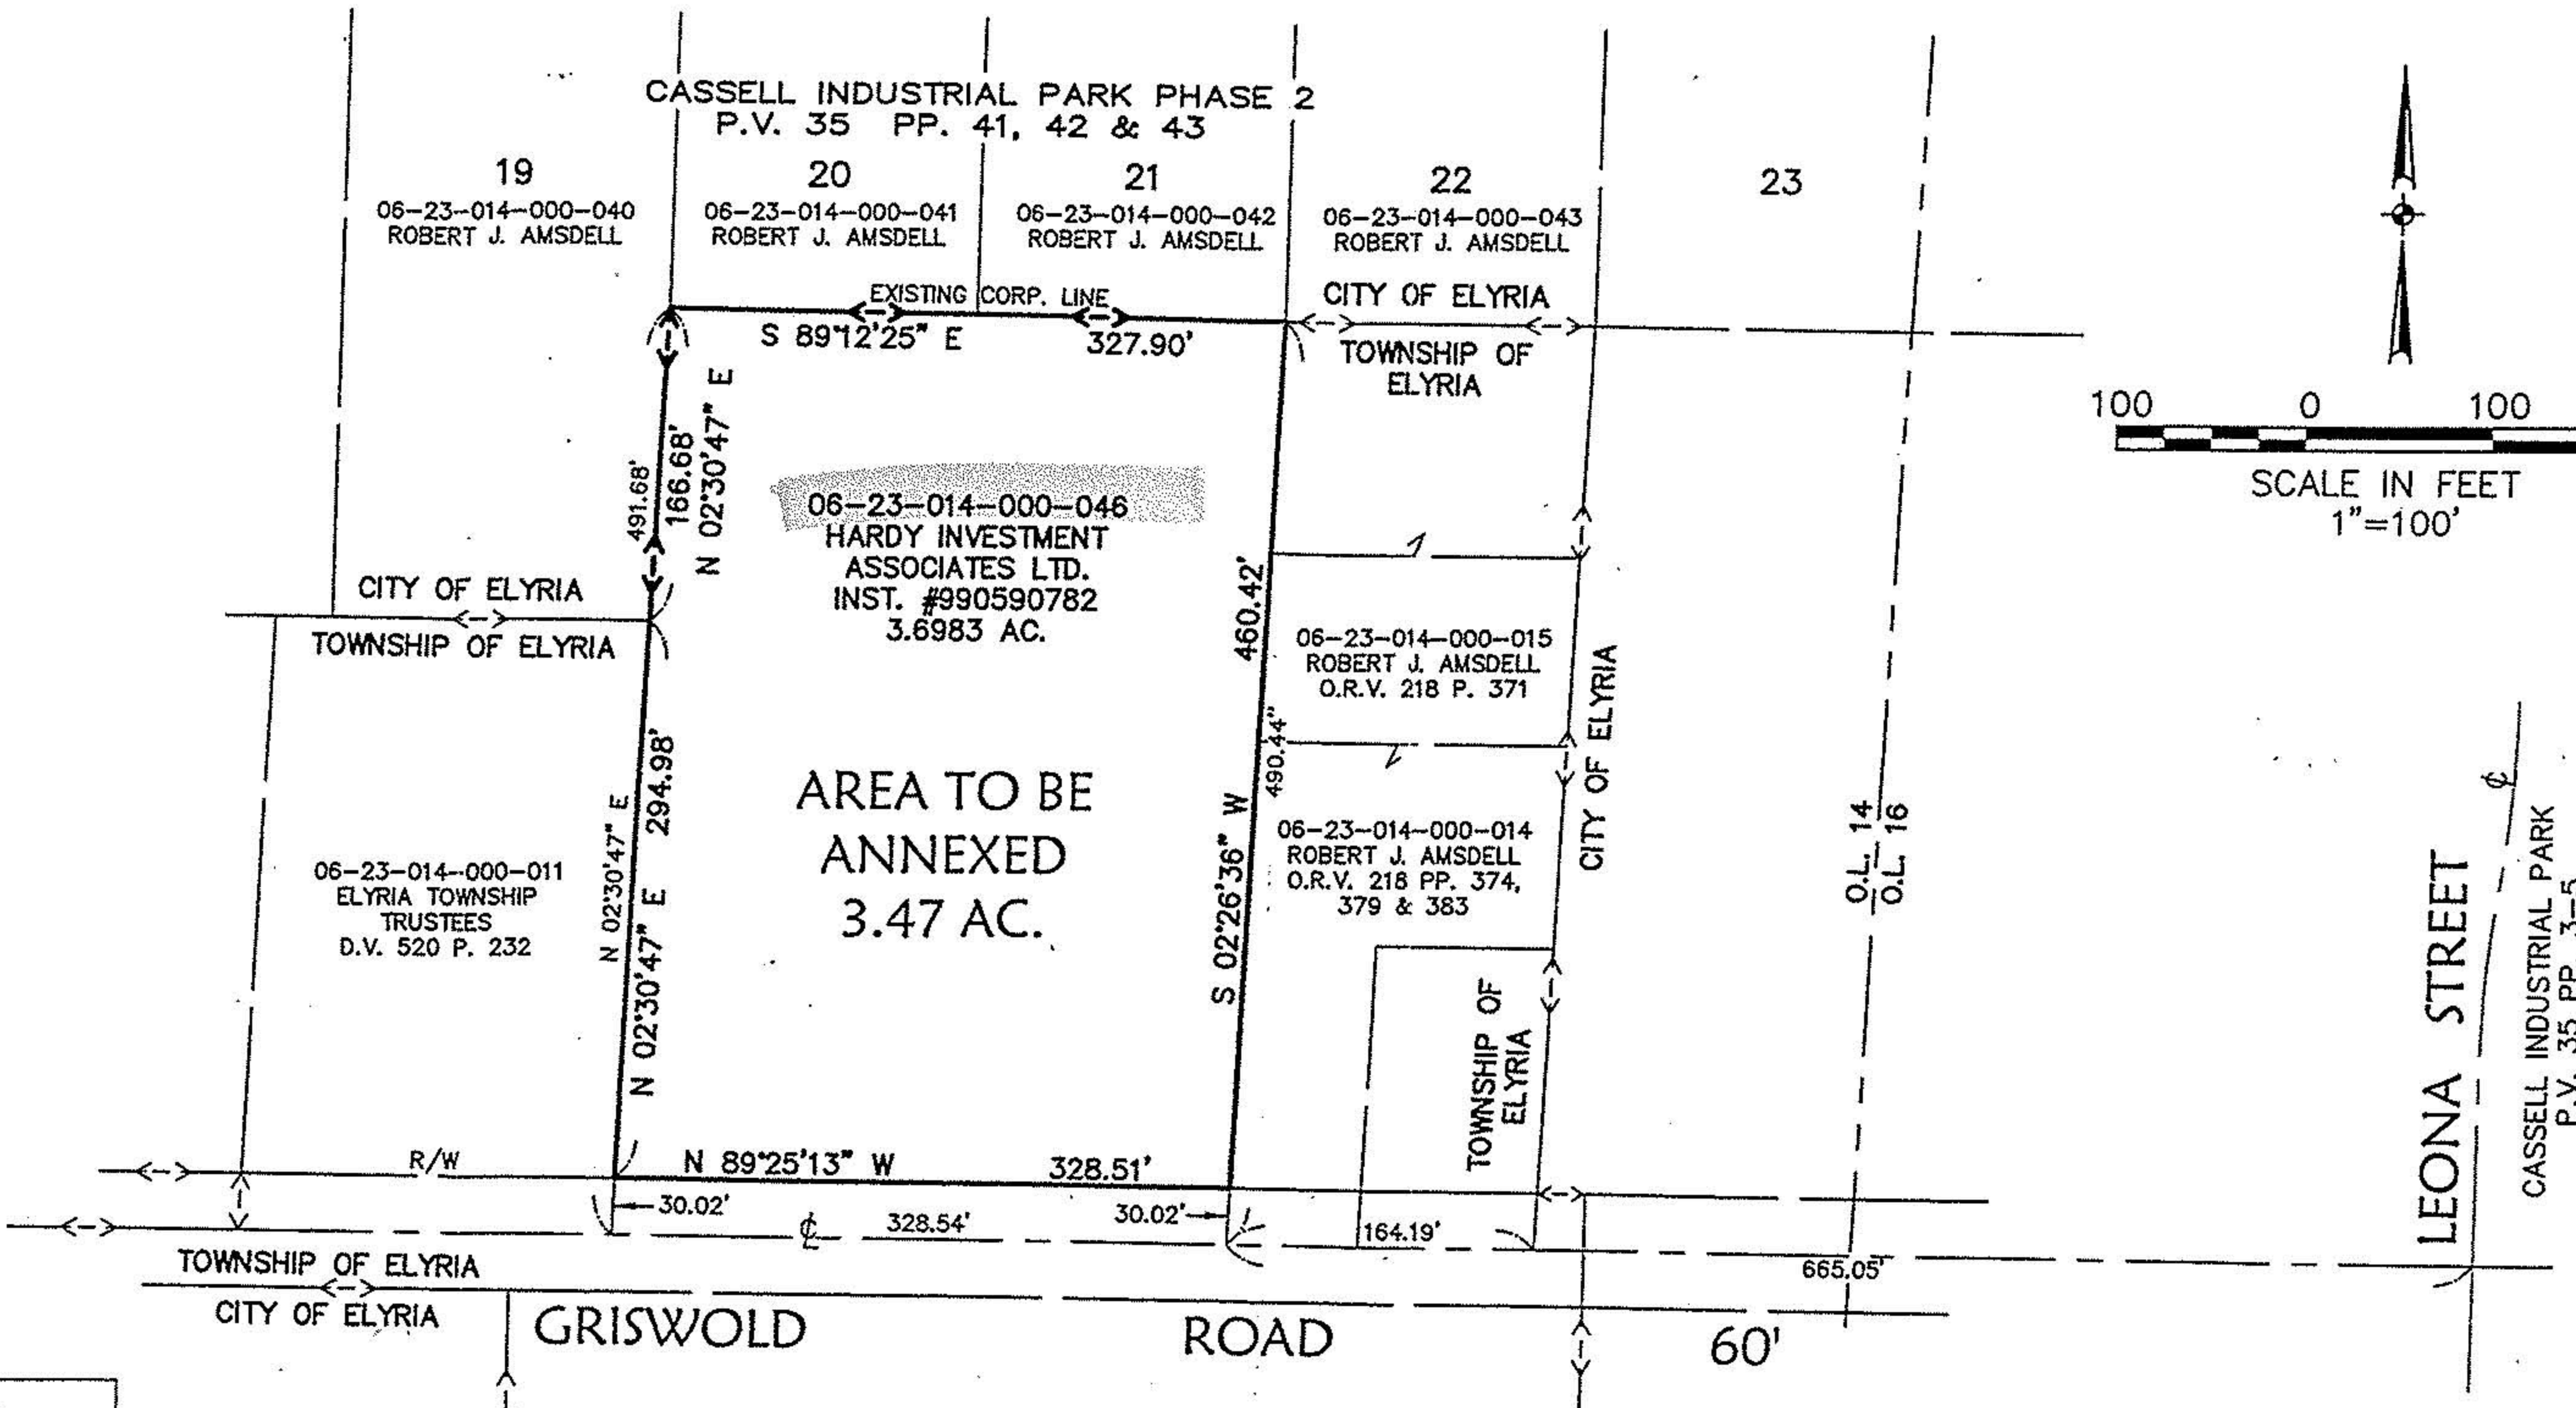 CASSELL INDUSTRIAL PARK PHASE 2
P.V. 35 PP. 41, 42 & 43
19
06-23-014-000-040
ROBERT J. AMSDELL
20
06-23-014-000-041
ROBERT J. AMSDELL
21
06-23-014-000-042
ROBERT J. AMSDELL
22
06-23-014-000-043
ROBERT J. AMSDELL
23
EXISTING CORP. LINE
S 89°12'25" E 327.90'
CITY OF ELYRIA
TOWNSHIP OF
ELYRIA
100 0 100
SCALE IN FEET
1"=100'
491.68'
166.68'
N 02°30'47" E
06-23-014-000-046
HARDY INVESTMENT
ASSOCIATES LTD.
INST. #990590782
3.6983 AC.
CITY OF ELYRIA
TOWNSHIP OF ELYRIA
460.42'
S 02°26'36" W
490.44"
06-23-014-000-015
ROBERT J. AMSDELL
O.R.V. 218 P. 371
CITY OF ELYRIA
AREA TO BE
ANNEXED
3.47 AC.
N 02°30'47" E
N 02°30'47" E 294.98'
06-23-014-000-011
ELYRIA TOWNSHIP
TRUSTEES
D.V. 520 P. 232
06-23-014-000-014
ROBERT J. AMSDELL
O.R.V. 218 PP. 374,
379 & 383
O.L. 14
O.L. 16
TOWNSHIP OF
ELYRIA
LEONA STREET
CASSELL INDUSTRIAL PARK
P.V. 35 PP. 3-5
R/W
N 89°25'13" W 328.51'
30.02'
328.54'
30.02'
164.19'
665.05'
TOWNSHIP OF ELYRIA
CITY OF ELYRIA
GRISWOLD ROAD 60'